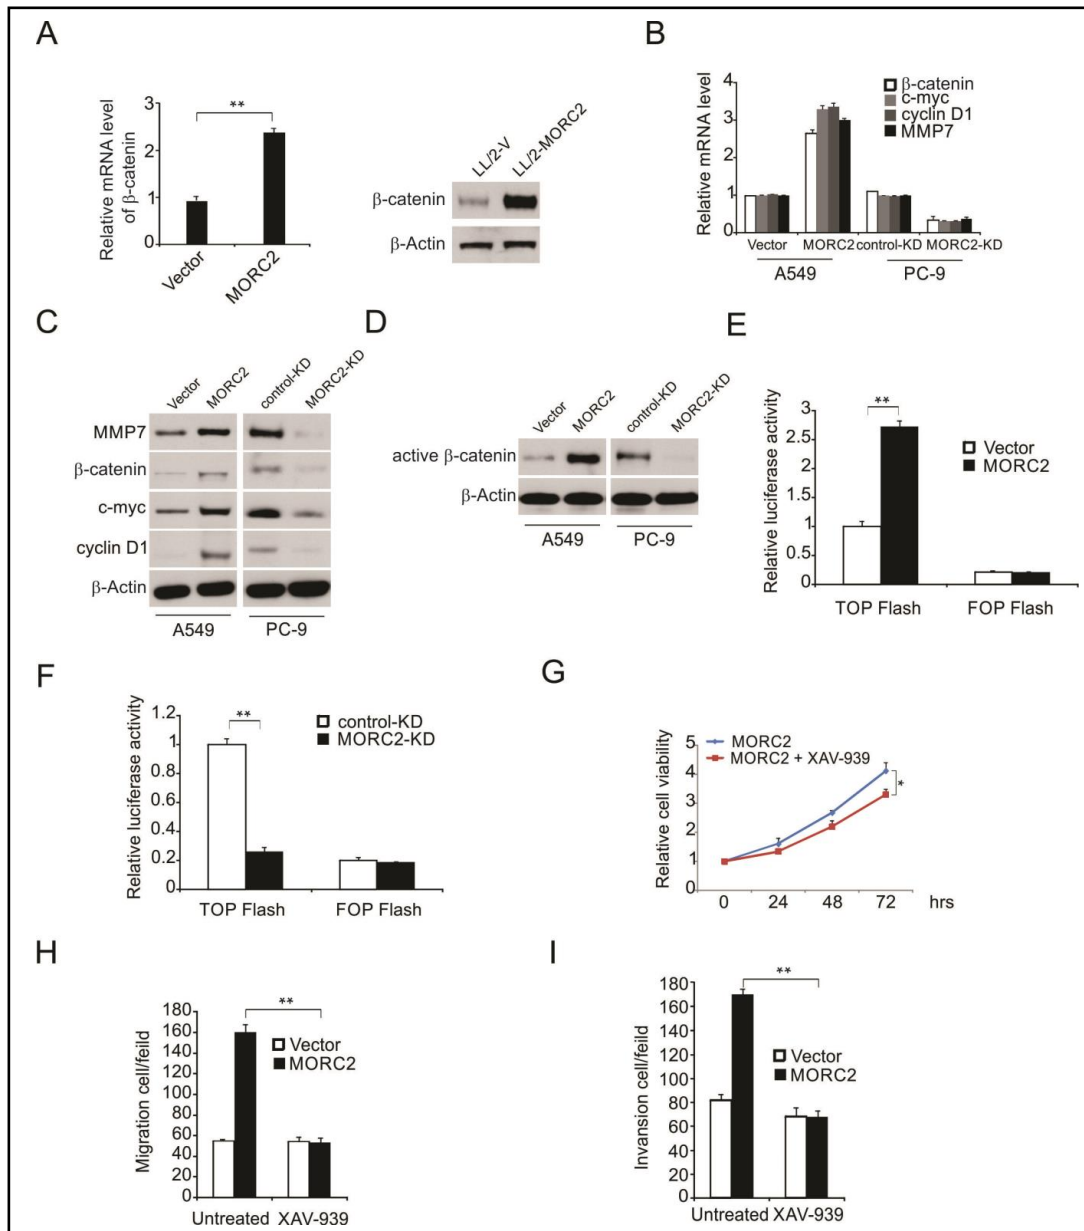 A
Relative mRNA level
of β-catenin
3
2
1
0
**
Vector
MORC2
LL/2-V
LL/2-MORC2
β-catenin
β-Actin
B
Relative mRNA level
4
3
2
1
0
β-catenin
c-myc
cyclin D1
MMP7
Vector MORC2 control-KD MORC2-KD
A549 PC-9
C
Vector MORC2 control-KD MORC2-KD
MMP7
β-catenin
c-myc
cyclin D1
β-Actin
A549 PC-9
D
Vector MORC2 control-KD MORC2-KD
active β-catenin
β-Actin
A549 PC-9
E
Relative luciferase activity
3
2.5
2
1.5
1
0.5
0
**
Vector
MORC2
TOP Flash FOP Flash
F
Relative luciferase activity
1.2
1
0.8
0.6
0.4
0.2
0
**
control-KD
MORC2-KD
TOP Flash FOP Flash
G
Relative cell viability
5
4
3
2
1
0
MORC2
MORC2 + XAV-939
*
0 24 48 72 hrs
H
Migration cell/feild
180
160
140
120
100
80
60
40
20
0
**
Vector
MORC2
Untreated XAV-939
I
Invansion cell/feild
180
160
140
120
100
80
60
40
20
0
**
Vector
MORC2
Untreated XAV-939